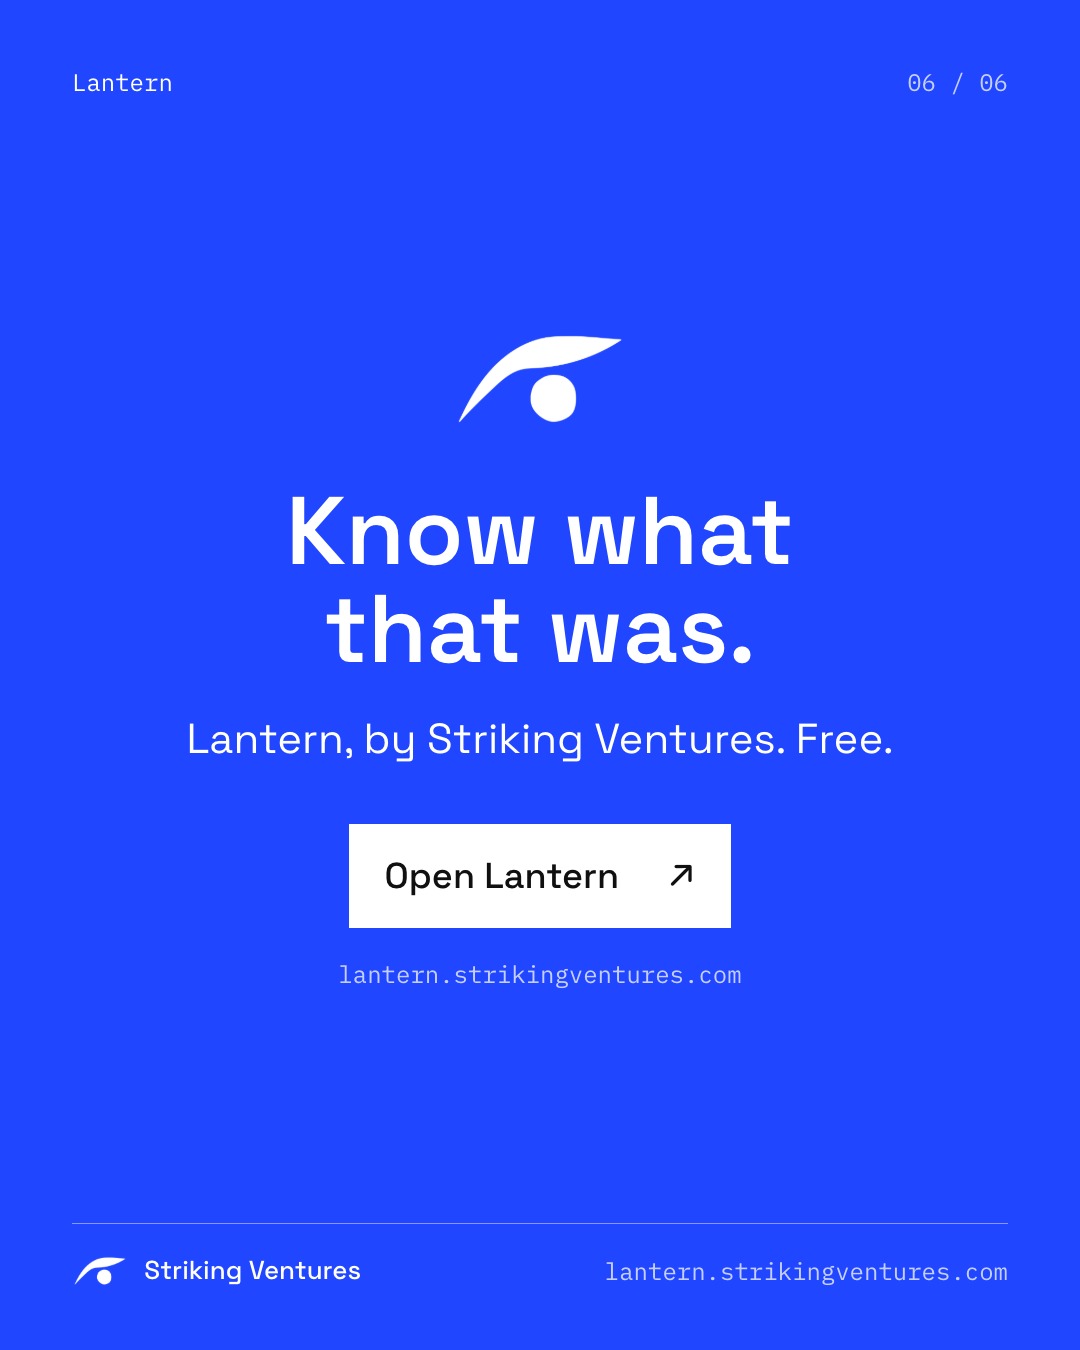 Lantern
06 / 06
Know what
that was.
Lantern, by Striking Ventures. Free.
Open Lantern ↗
lantern.strikingventures.com
Striking Ventures
lantern.strikingventures.com